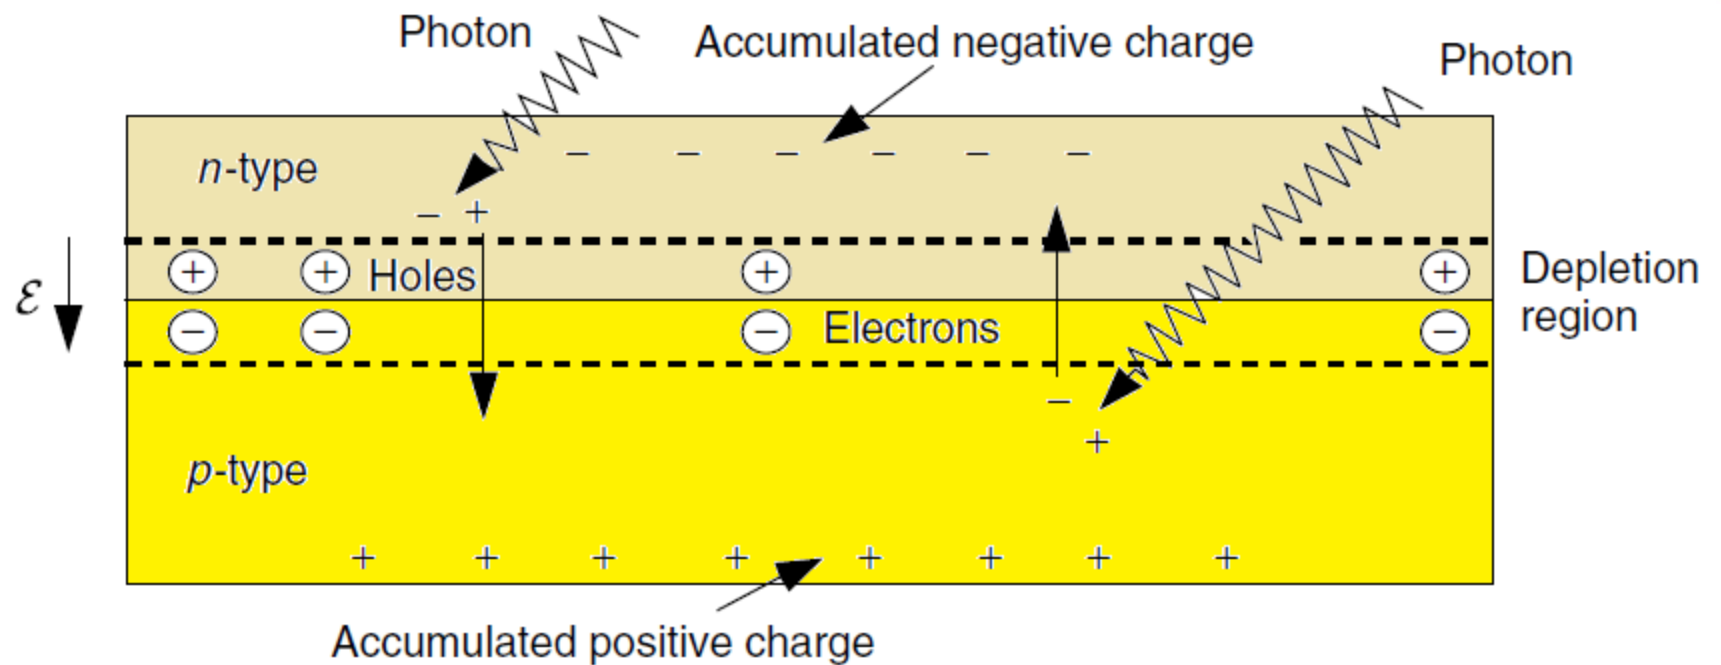 Photon
Accumulated negative charge
Photon
n-type
− − − − − −
− +
+ + Holes + +
ℰ
Depletion
region
− − Electrons − −
−
+
p-type
+ + + + + + + +
Accumulated positive charge